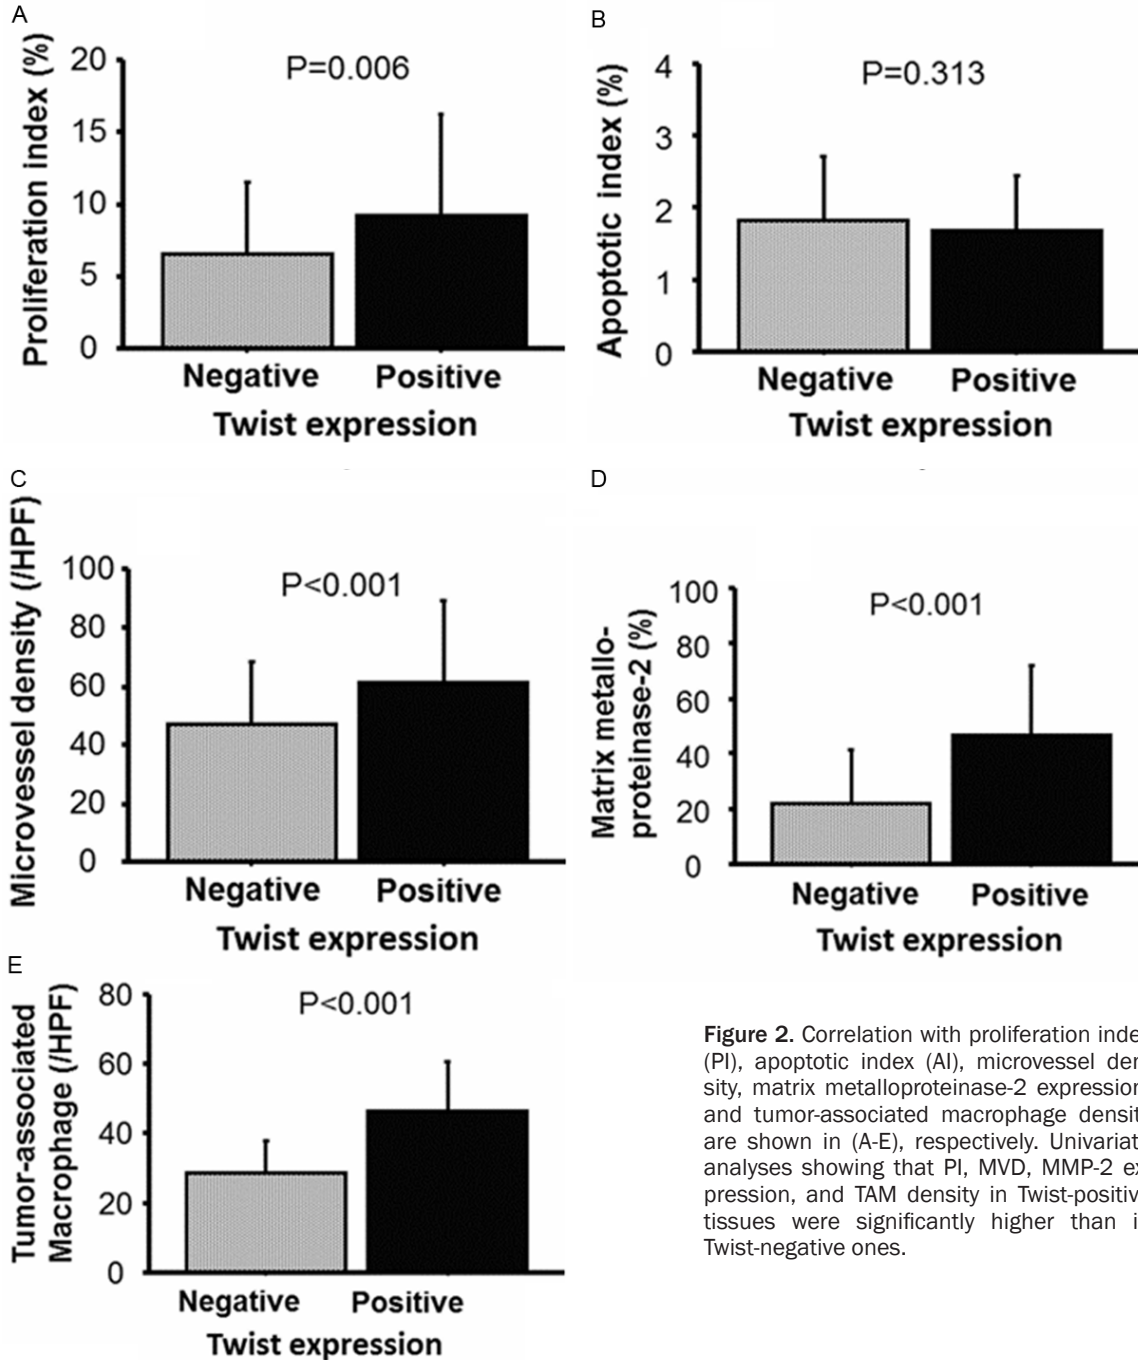 A
Proliferation index (%)
20
15
10
5
0
P=0.006
Negative Positive
Twist expression
B
Apoptotic index (%)
4
3
2
1
0
P=0.313
Negative Positive
Twist expression
C
Microvessel density (/HPF)
100
80
60
40
20
0
P<0.001
Negative Positive
Twist expression
D
Matrix metallo-
proteinase-2 (%)
100
80
60
40
20
0
P<0.001
Negative Positive
Twist expression
E
Tumor-associated
Macrophage (/HPF)
80
60
40
20
0
P<0.001
Negative Positive
Twist expression
Figure 2. Correlation with proliferation inde
(PI), apoptotic index (AI), microvessel den
sity, matrix metalloproteinase-2 expression
and tumor-associated macrophage densit
are shown in (A-E), respectively. Univariat
analyses showing that PI, MVD, MMP-2 ex
pression, and TAM density in Twist-positiv
tissues were significantly higher than i
Twist-negative ones.